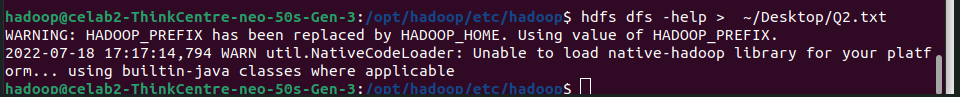 hadoop@celab2-ThinkCentre-neo-50s-Gen-3:/opt/hadoop/etc/hadoop$ hdfs dfs -help >  ~/Desktop/Q2.txt
WARNING: HADOOP_PREFIX has been replaced by HADOOP_HOME. Using value of HADOOP_PREFIX.
2022-07-18 17:17:14,794 WARN util.NativeCodeLoader: Unable to load native-hadoop library for your platf
orm... using builtin-java classes where applicable
hadoop@celab2-ThinkCentre-neo-50s-Gen-3:/opt/hadoop/etc/hadoop$